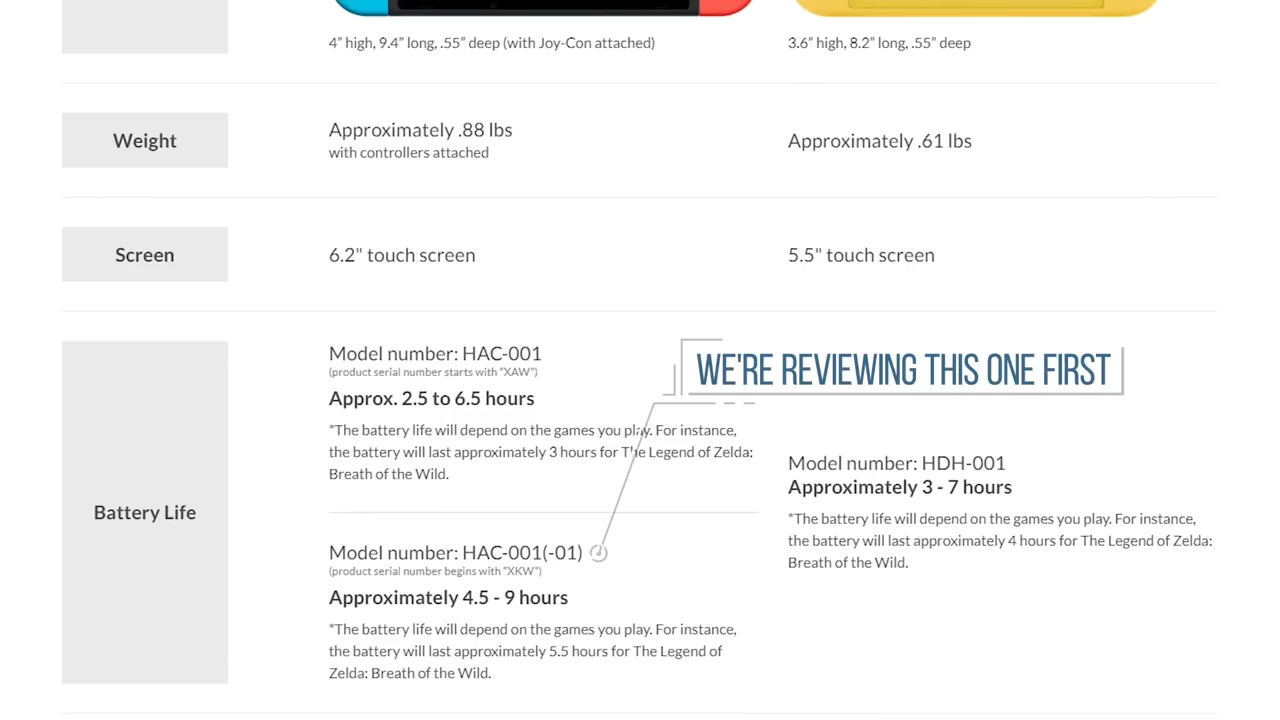 4” high, 9.4” long, .55” deep (with Joy-Con attached)
3.6” high, 8.2” long, .55” deep
Weight
Approximately .88 lbs
with controllers attached
Approximately .61 lbs
Screen
6.2" touch screen
5.5" touch screen
Battery Life
Model number: HAC-001
(product serial number starts with “XAW”)
Approx. 2.5 to 6.5 hours
*The battery life will depend on the games you play. For instance,
the battery will last approximately 3 hours for The Legend of Zelda:
Breath of the Wild.
WE'RE REVIEWING THIS ONE FIRST
Model number: HAC-001(-01)
(product serial number begins with “XKW”)
Approximately 4.5 - 9 hours
*The battery life will depend on the games you play. For instance,
the battery will last approximately 5.5 hours for The Legend of
Zelda: Breath of the Wild.
Model number: HDH-001
Approximately 3 - 7 hours
*The battery life will depend on the games you play. For instance,
the battery will last approximately 4 hours for The Legend of Zelda:
Breath of the Wild.